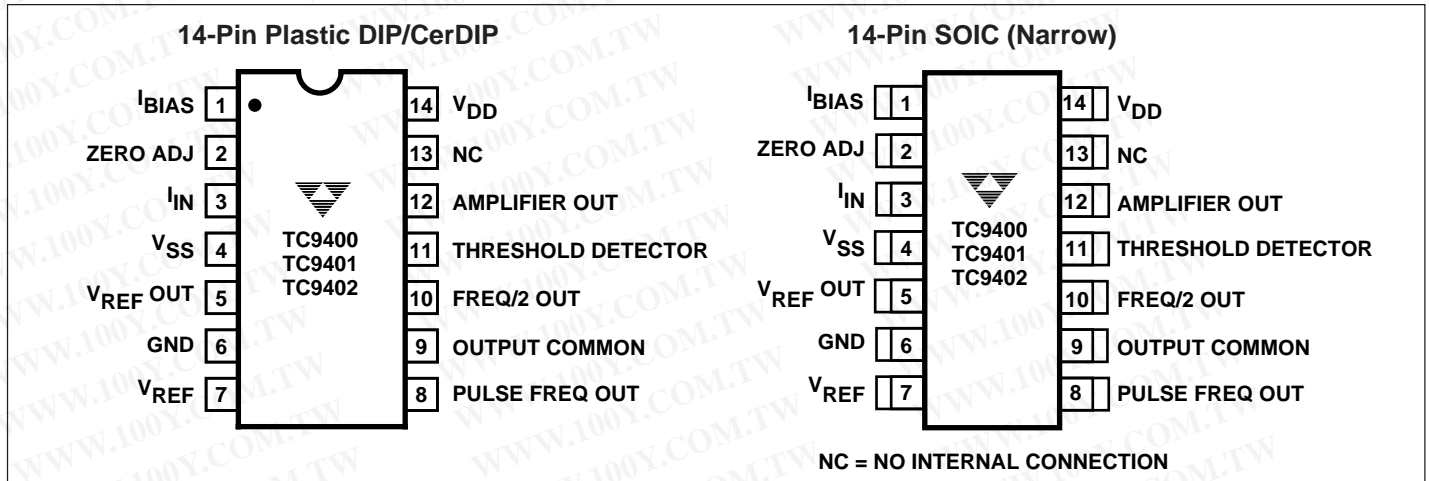 14-Pin Plastic DIP/CerDIP
IBIAS 1
ZERO ADJ 2
IIN 3
VSS 4
VREF OUT 5
GND 6
VREF 7
14 VDD
13 NC
12 AMPLIFIER OUT
11 THRESHOLD DETECTOR
10 FREQ/2 OUT
9 OUTPUT COMMON
8 PULSE FREQ OUT
TC9400
TC9401
TC9402
14-Pin SOIC (Narrow)
IBIAS 1
ZERO ADJ 2
IIN 3
VSS 4
VREF OUT 5
GND 6
VREF 7
14 VDD
13 NC
12 AMPLIFIER OUT
11 THRESHOLD DETECTOR
10 FREQ/2 OUT
9 OUTPUT COMMON
8 PULSE FREQ OUT
TC9400
TC9401
TC9402
NC = NO INTERNAL CONNECTION
WWW.100Y.COM.TW